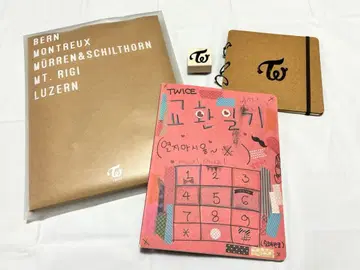 BERN
MONTREUX
MÜRREN&SCHILTHORN
MT. RIGI
LUZERN
TWICE
교환일기
1 2 3
4 5 6
7 8 9
* 0 #